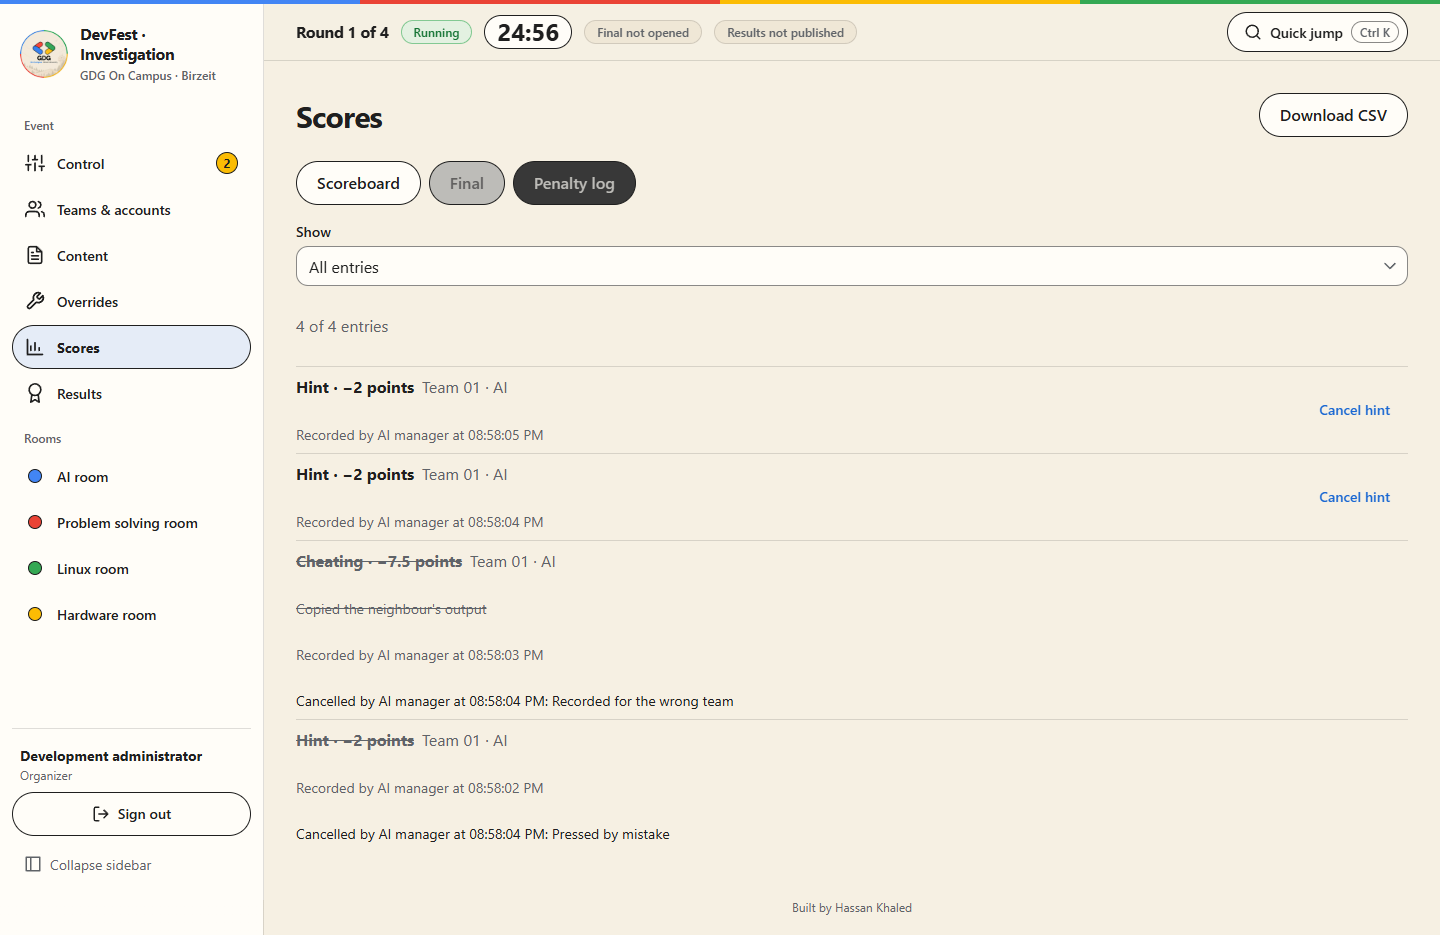 DevFest ·
Investigation
GDG On Campus · Birzeit
GDG
Round 1 of 4
Running
24:56
Final not opened
Results not published
Quick jump
Ctrl K
Event
Control
2
Teams & accounts
Content
Overrides
Scores
Results
Rooms
AI room
Problem solving room
Linux room
Hardware room
Development administrator
Organizer
Sign out
Collapse sidebar
Scores
Download CSV
Scoreboard
Final
Penalty log
Show
All entries
4 of 4 entries
Hint · −2 points Team 01 · AI
Cancel hint
Recorded by AI manager at 08:58:05 PM
Hint · −2 points Team 01 · AI
Cancel hint
Recorded by AI manager at 08:58:04 PM
Cheating · −7.5 points Team 01 · AI
Copied the neighbour's output
Recorded by AI manager at 08:58:03 PM
Cancelled by AI manager at 08:58:04 PM: Recorded for the wrong team
Hint · −2 points Team 01 · AI
Recorded by AI manager at 08:58:02 PM
Cancelled by AI manager at 08:58:04 PM: Pressed by mistake
Built by Hassan Khaled